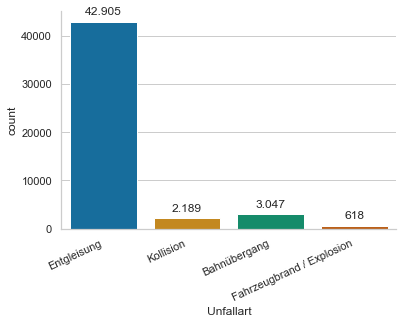 42.905
40000
30000
20000
10000
0
count
2.189
3.047
618
Entgleisung
Kollision
Bahnübergang
Fahrzeugbrand / Explosion
Unfallart